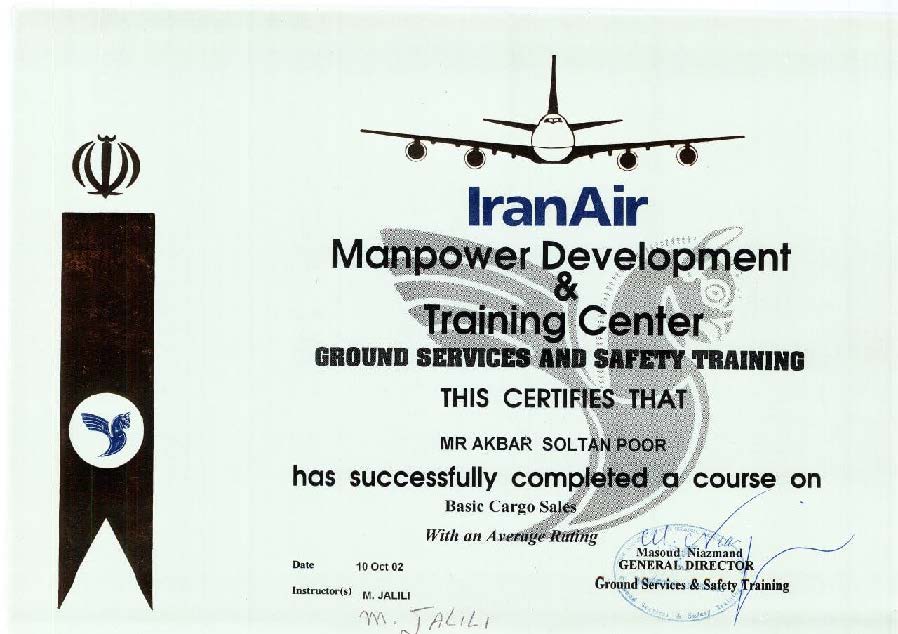 IranAir
Manpower Development
&
Training Center
GROUND SERVICES AND SAFETY TRAINING
THIS CERTIFIES THAT
MR AKBAR SOLTAN POOR
has successfully completed a course on
Basic Cargo Sales
With an Average Rating
Masoud Niazmand
GENERAL DIRECTOR
Ground Services & Safety Training
Date 10 Oct 02
Instructor(s) M. JALILI
M. JALILI